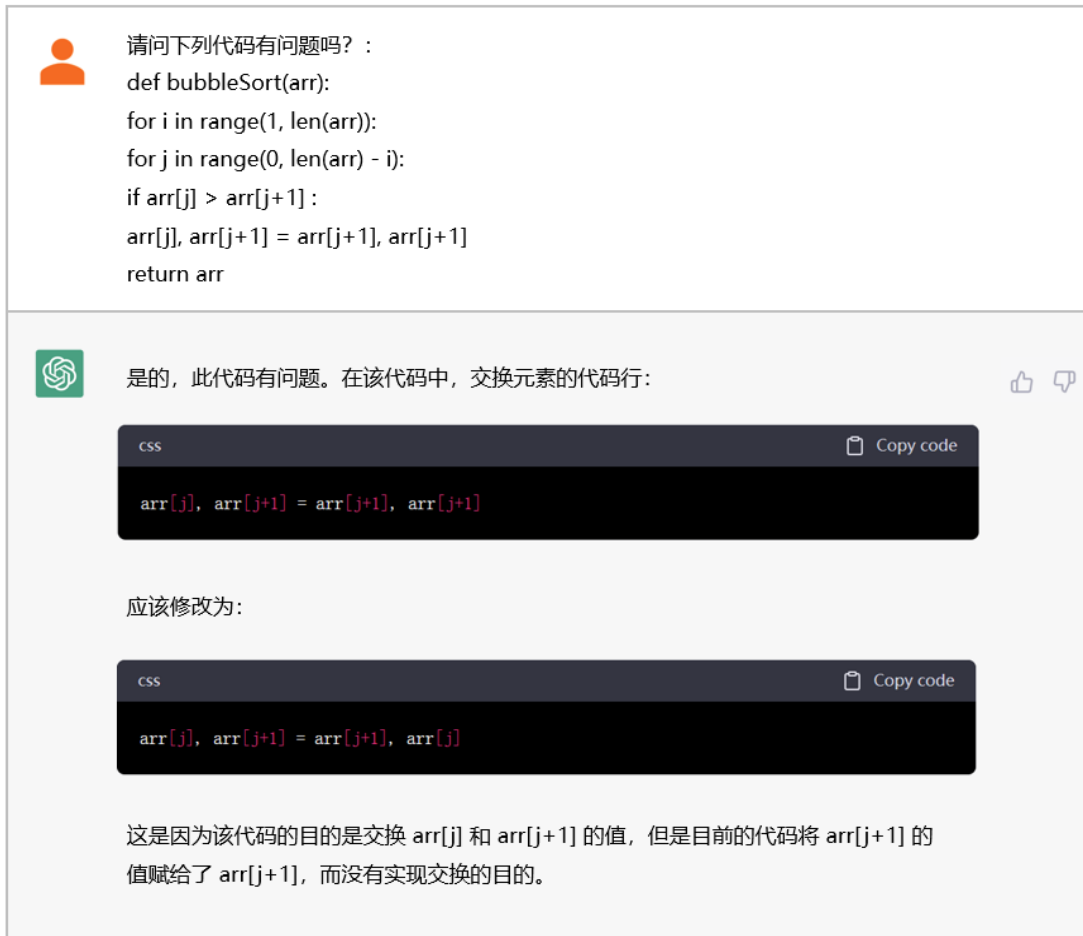 请问下列代码有问题吗？：
def bubbleSort(arr):
for i in range(1, len(arr)):
for j in range(0, len(arr) - i):
if arr[j] > arr[j+1] :
arr[j], arr[j+1] = arr[j+1], arr[j+1]
return arr
是的，此代码有问题。在该代码中，交换元素的代码行：
css Copy code
arr[j], arr[j+1] = arr[j+1], arr[j+1]
应该修改为：
css Copy code
arr[j], arr[j+1] = arr[j+1], arr[j]
这是因为该代码的目的是交换 arr[j] 和 arr[j+1] 的值，但是目前的代码将 arr[j+1] 的
值赋给了 arr[j+1]，而没有实现交换的目的。